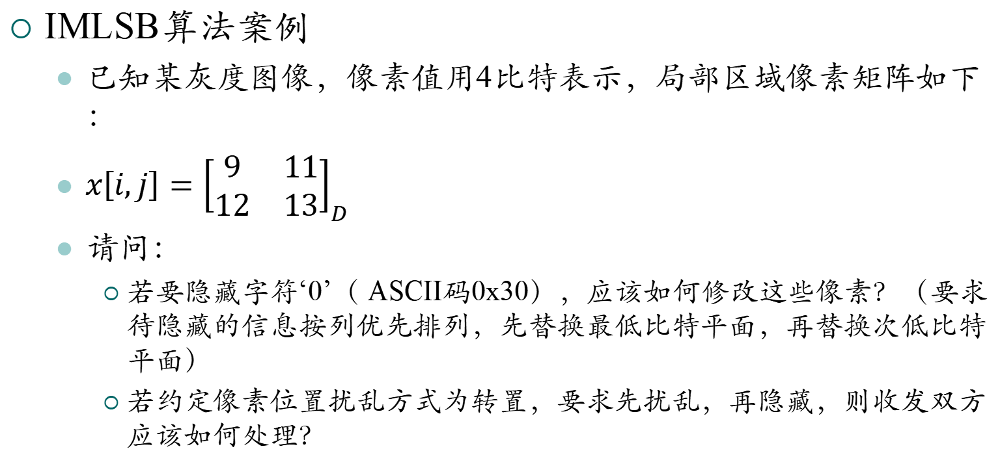 IMLSB算法案例
已知某灰度图像，像素值用4比特表示，局部区域像素矩阵如下
：
x[i,j] = [9 11
12 13]D
请问：
若要隐藏字符‘0’（ ASCII码0x30），应该如何修改这些像素？（要求
待隐藏的信息按列优先排列，先替换最低比特平面，再替换次低比特
平面）
若约定像素位置扰乱方式为转置，要求先扰乱，再隐藏，则收发双方
应该如何处理？